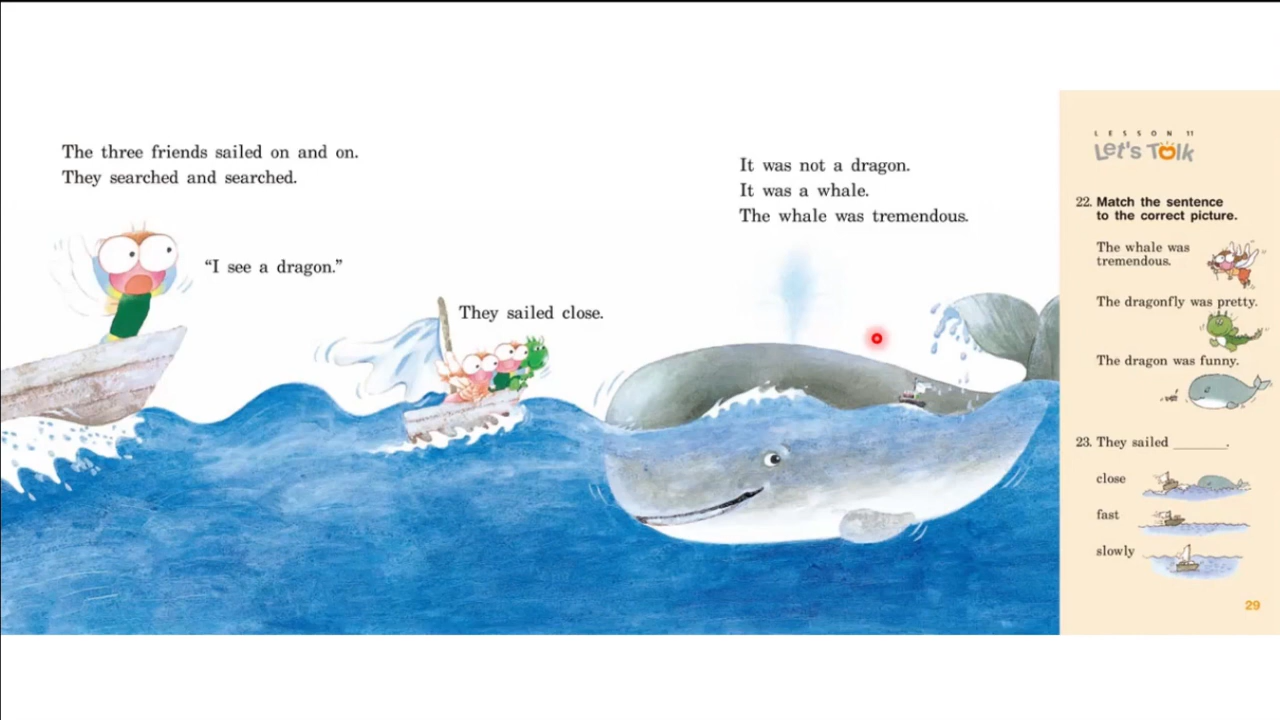 The three friends sailed on and on.
They searched and searched.
"I see a dragon."
They sailed close.
It was not a dragon.
It was a whale.
The whale was tremendous.
LESSON 11
Let's Talk
22. Match the sentence
to the correct picture.
The whale was
tremendous.
The dragonfly was pretty.
The dragon was funny.
23. They sailed ______.
close
fast
slowly
29